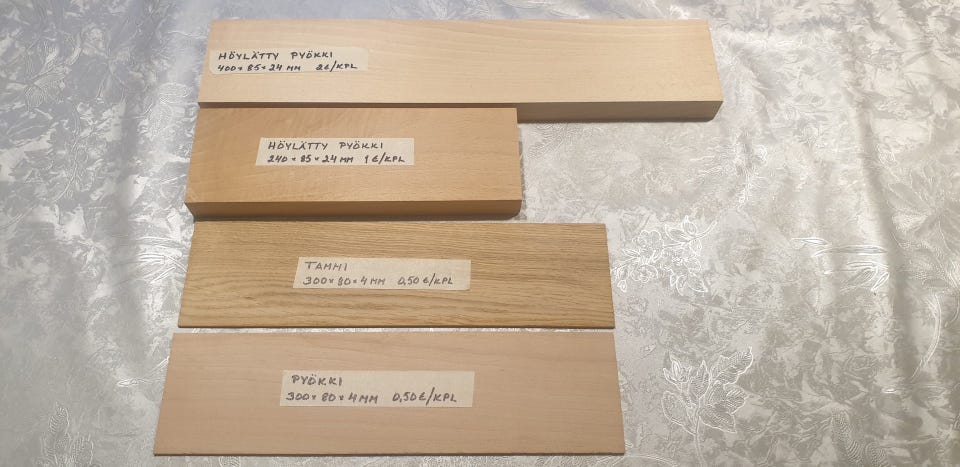 HÖYLÄTTY PYÖKKI
400×85×24 MM 2€/KPL
HÖYLÄTTY PYÖKKI
240×85×24 MM 1€/KPL
TAMMI
300×80×4 MM 0,50€/KPL
PYÖKKI
300×80×4 MM 0,50€/KPL